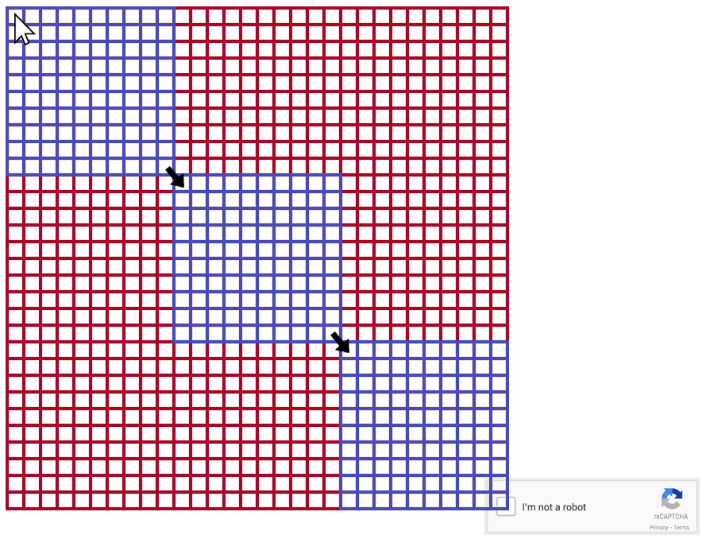 I'm not a robot
reCAPTCHA
Privacy - Terms